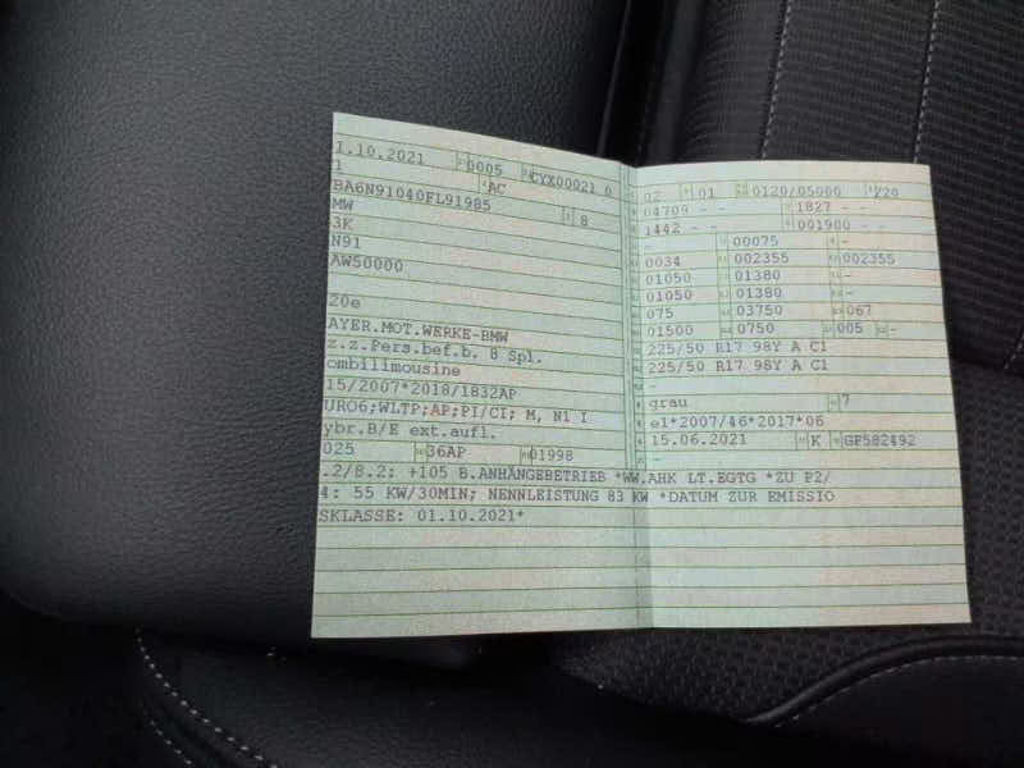 1.10.2021 0005 CYX00021 0
1 AC
BA6N91040FL91985 8
MW
3K
N91
AW50000
20e
AYER.MOT.WERKE-BMW
z.z.Pers.bef.b. 8 Spl.
ombilimousine
15/2007*2018/1832AP
URO6;WLTP;AP;PI/CI; M, N1 I
ybr.B/E ext.aufl.
025 36AP 01998
02 01 0120/05000 220
04709 - - 1827 - -
1442 - - 001900 - -
- 00075 -
0034 002355 002355
01050 01380 -
01050 01380 -
075 03750 067
01500 0750 005 -
225/50 R17 98Y A C1
225/50 R17 98Y A C1
-
grau 7
e1*2007/46*2017*06
15.06.2021 K GF582492
-
.2/8.2: +105 B.ANHÄNGEBETRIEB *WW.AHK LT.EGTG *ZU P2/
4: 55 KW/30MIN; NENNLEISTUNG 83 KW *DATUM ZUR EMISSIO
SKLASSE: 01.10.2021*